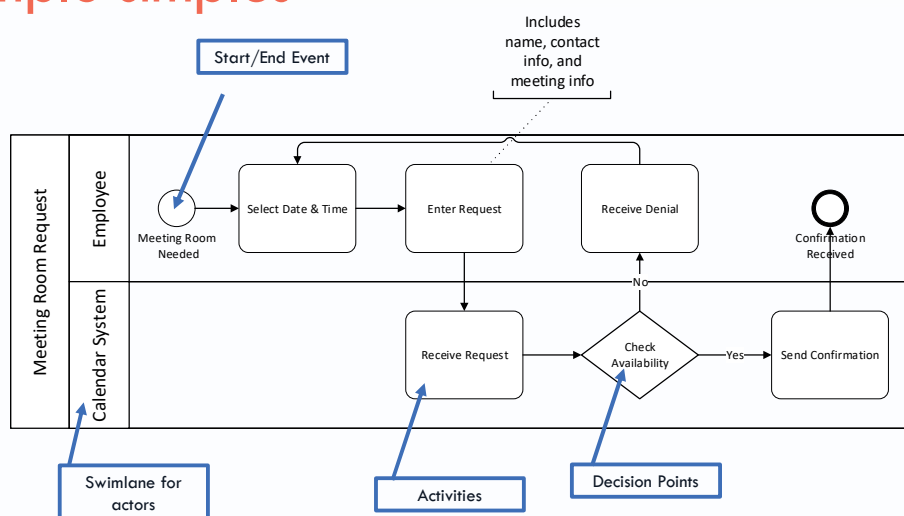 Includes
name, contact
info, and
meeting info
Start/End Event
Meeting Room Request
Employee
Meeting Room
Needed
Select Date & Time
Enter Request
Receive Denial
Confirmation
Received
No
Calendar System
Receive Request
Check
Availability
Yes
Send Confirmation
Swimlane for
actors
Activities
Decision Points